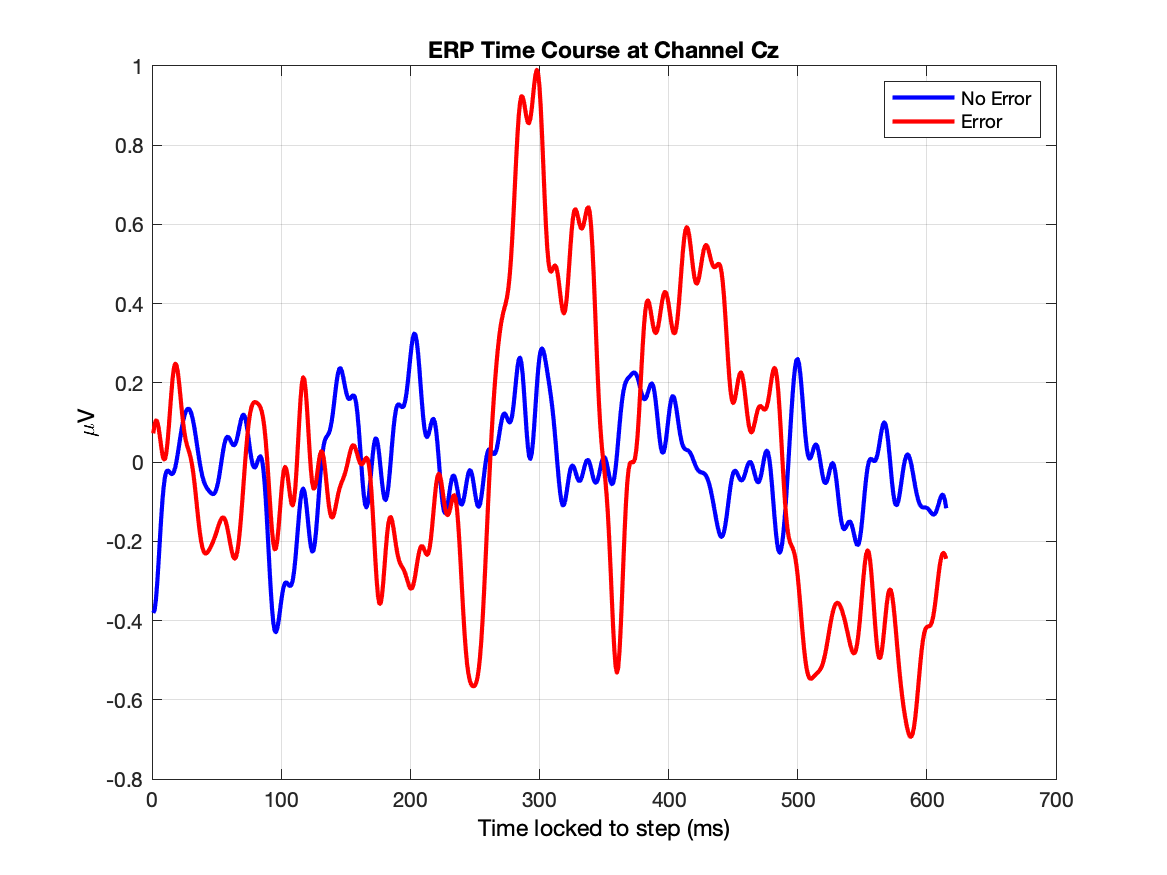 ERP Time Course at Channel Cz
1
0.8
0.6
0.4
0.2
0
-0.2
-0.4
-0.6
-0.8
μV
No Error
Error
0 100 200 300 400 500 600 700
Time locked to step (ms)